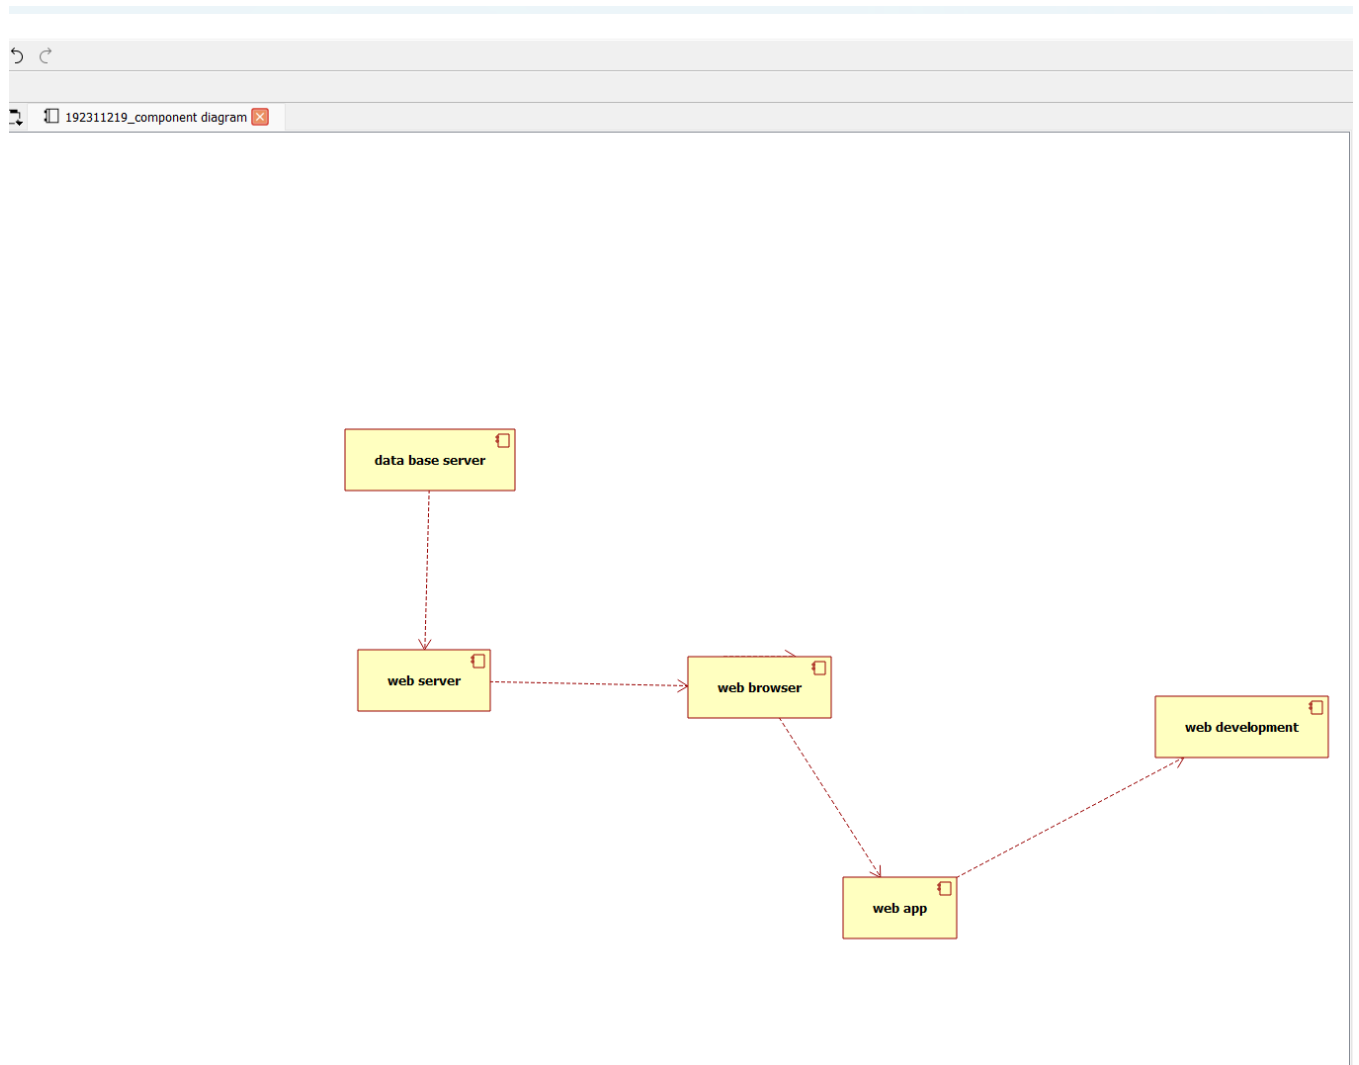 192311219_component diagram
data base server
web server
web browser
web development
web app